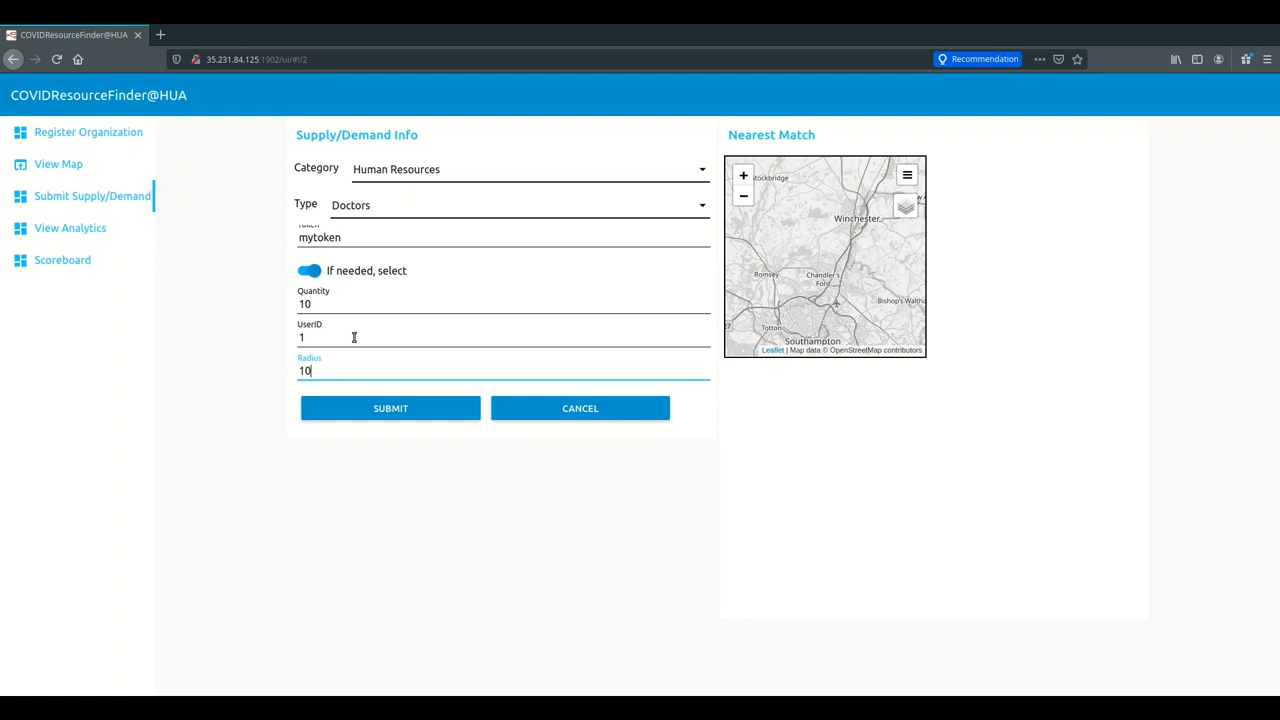 COVIDResourceFinder@HUA
35.231.84.125:1902/ui/#!/2
Recommendation
COVIDResourceFinder@HUA
Register Organization
View Map
Submit Supply/Demand
View Analytics
Scoreboard
Supply/Demand Info
Category
Human Resources
Type
Doctors
Token
mytoken
If needed, select
Quantity
10
UserID
1
Radius
10
SUBMIT
CANCEL
Nearest Match
+
−
Stockbridge
Winchester
Romsey
Chandler's
Ford
Bishop's Waltha
Totton
27
Southampton
Leaflet | Map data © OpenStreetMap contributors